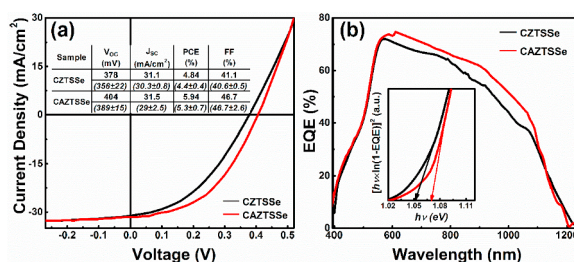 (a)
Sample V_OC (mV) J_SC (mA/cm²) PCE (%) FF (%)
CZTSSe 378 31.1 4.84 41.1
(358±22) (30.3±0.8) (4.4±0.4) (40.6±0.5)
CAZTSSe 404 31.5 5.94 46.7
(389±15) (29±2.5) (5.3±0.7) (46.7±2.6)
Current Density (mA/cm²)
30
15
0
-15
-30
CZTSSe
CAZTSSe
-0.2 -0.1 0.0 0.1 0.2 0.3 0.4 0.5
Voltage (V)
(b)
CZTSSe
CAZTSSe
EQE (%)
80
60
40
20
0
[hν×ln(1-EQE)]² (a.u.)
1.02 1.05 1.08 1.11
hν (eV)
400 600 800 1000 1200
Wavelength (nm)